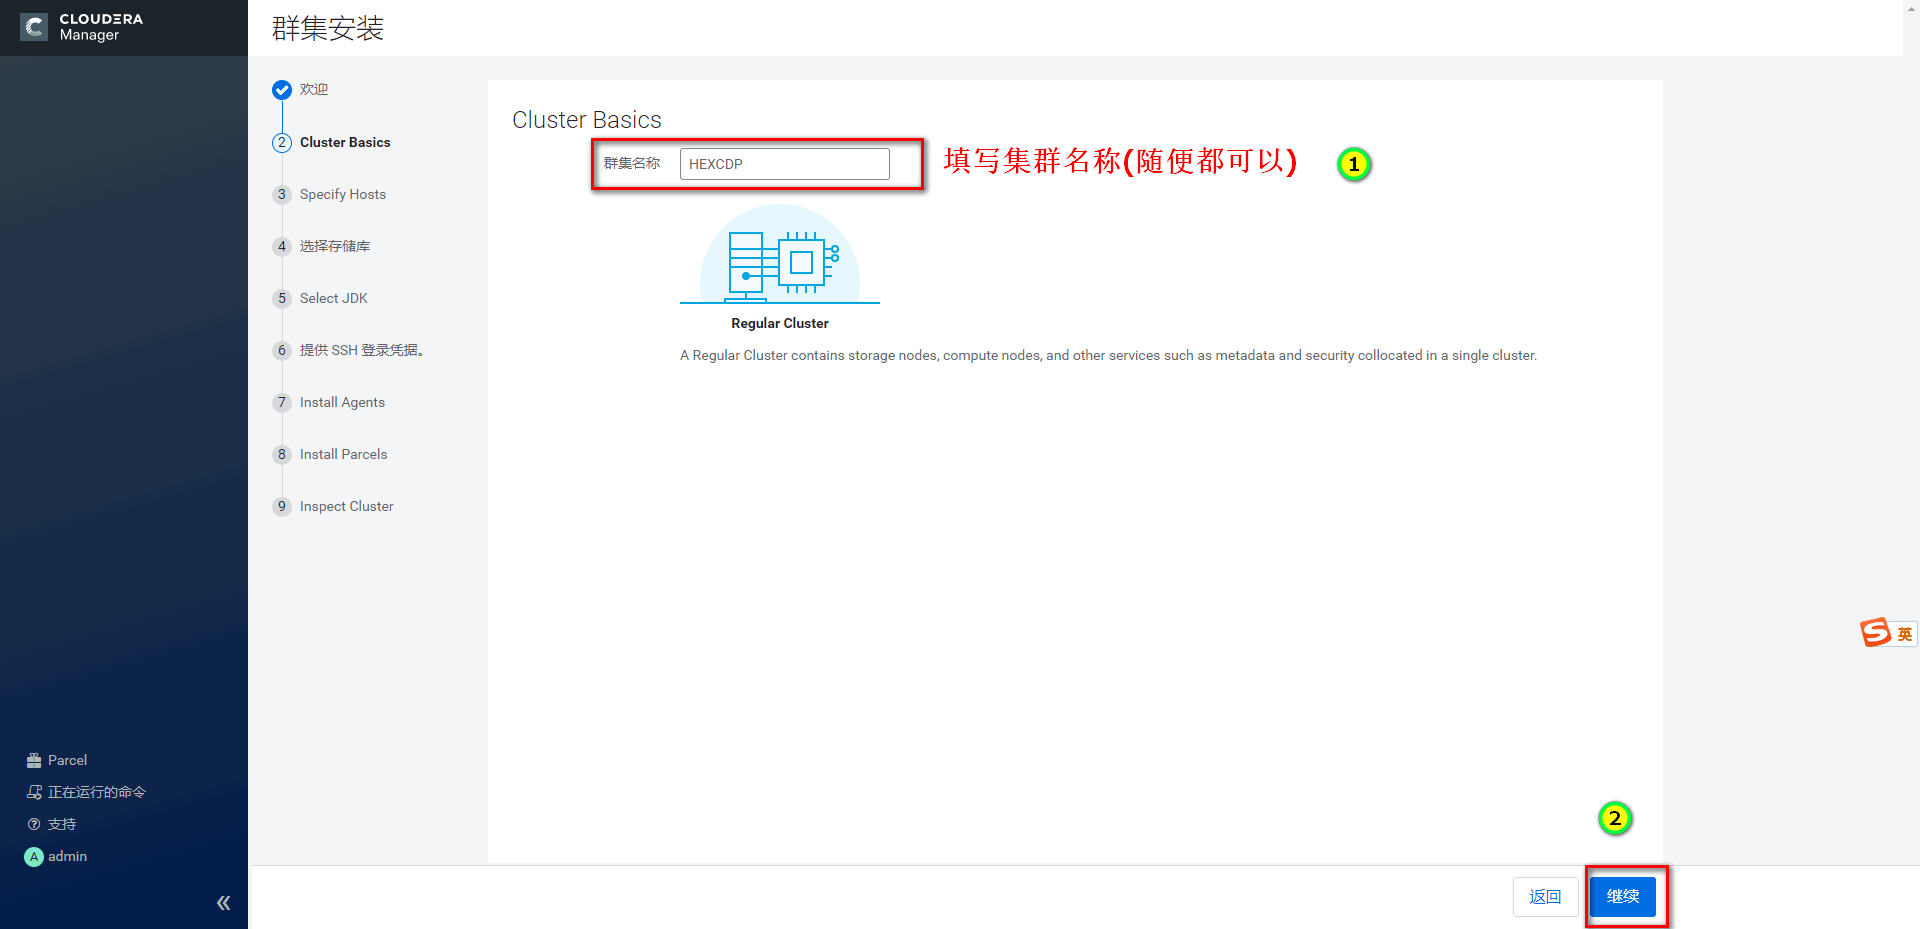 CLOUDERA
Manager
群集安装
欢迎
2 Cluster Basics
3 Specify Hosts
4 选择存储库
5 Select JDK
6 提供 SSH 登录凭据。
7 Install Agents
8 Install Parcels
9 Inspect Cluster
Cluster Basics
群集名称 HEXCDP
填写集群名称(随便都可以) 1
Regular Cluster
A Regular Cluster contains storage nodes, compute nodes, and other services such as metadata and security collocated in a single cluster.
英
Parcel
正在运行的命令
支持
A admin
2
返回 继续